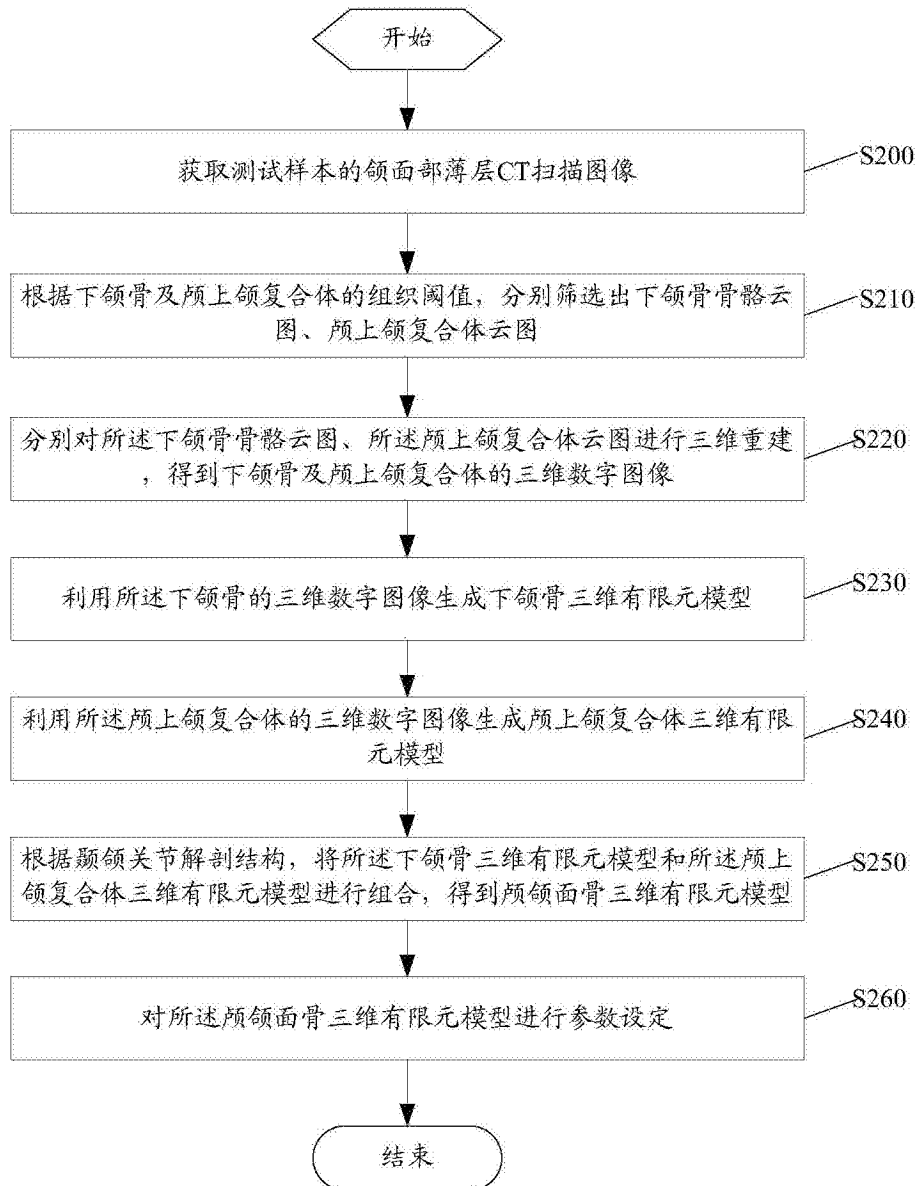 开始
获取测试样本的颌面部薄层CT扫描图像
S200
根据下颌骨及颅上颌复合体的组织阈值，分别筛选出下颌骨骨骼云
图、颅上颌复合体云图
S210
分别对所述下颌骨骨骼云图、所述颅上颌复合体云图进行三维重建
，得到下颌骨及颅上颌复合体的三维数字图像
S220
利用所述下颌骨的三维数字图像生成下颌骨三维有限元模型
S230
利用所述颅上颌复合体的三维数字图像生成颅上颌复合体三维有限
元模型
S240
根据颞颌关节解剖结构，将所述下颌骨三维有限元模型和所述颅上
颌复合体三维有限元模型进行组合，得到颅颌面骨三维有限元模型
S250
对所述颅颌面骨三维有限元模型进行参数设定
S260
结束